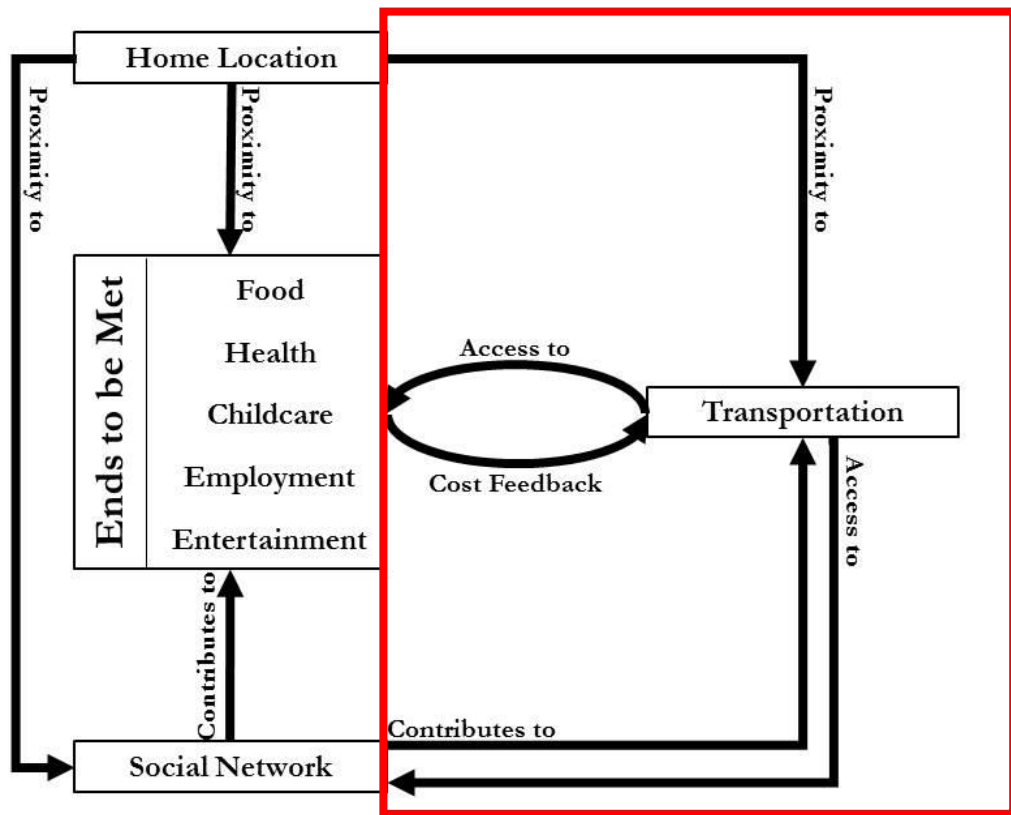 Home Location
Proximity to
Proximity to
Proximity to
Ends to be Met
Food
Health
Childcare
Employment
Entertainment
Access to
Cost Feedback
Transportation
Access to
Contributes to
Contributes to
Social Network